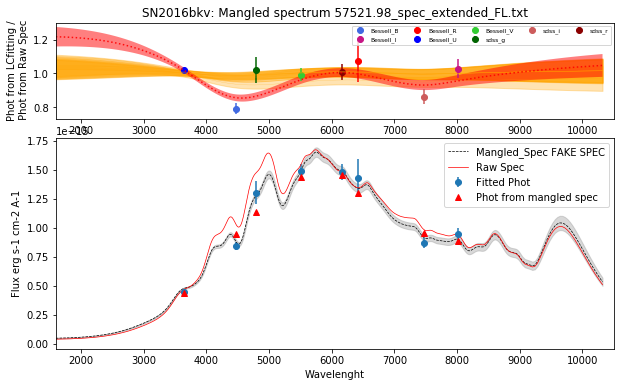 SN2016bkv: Mangled spectrum 57521.98_spec_extended_FL.txt
Phot from LCfitting /
Phot from Raw Spec
1.2
1.0
0.8
Bessell_B
Bessell_I
Bessell_R
Bessell_U
Bessell_V
sdss_g
sdss_i
sdss_r
2000 3000 4000 5000 6000 7000 8000 9000 10000
Flux erg s-1 cm-2 A-1
1.75
1.50
1.25
1.00
0.75
0.50
0.25
0.00
Mangled_Spec FAKE SPEC
Raw Spec
Fitted Phot
Phot from mangled spec
2000 3000 4000 5000 6000 7000 8000 9000 10000
Wavelenght